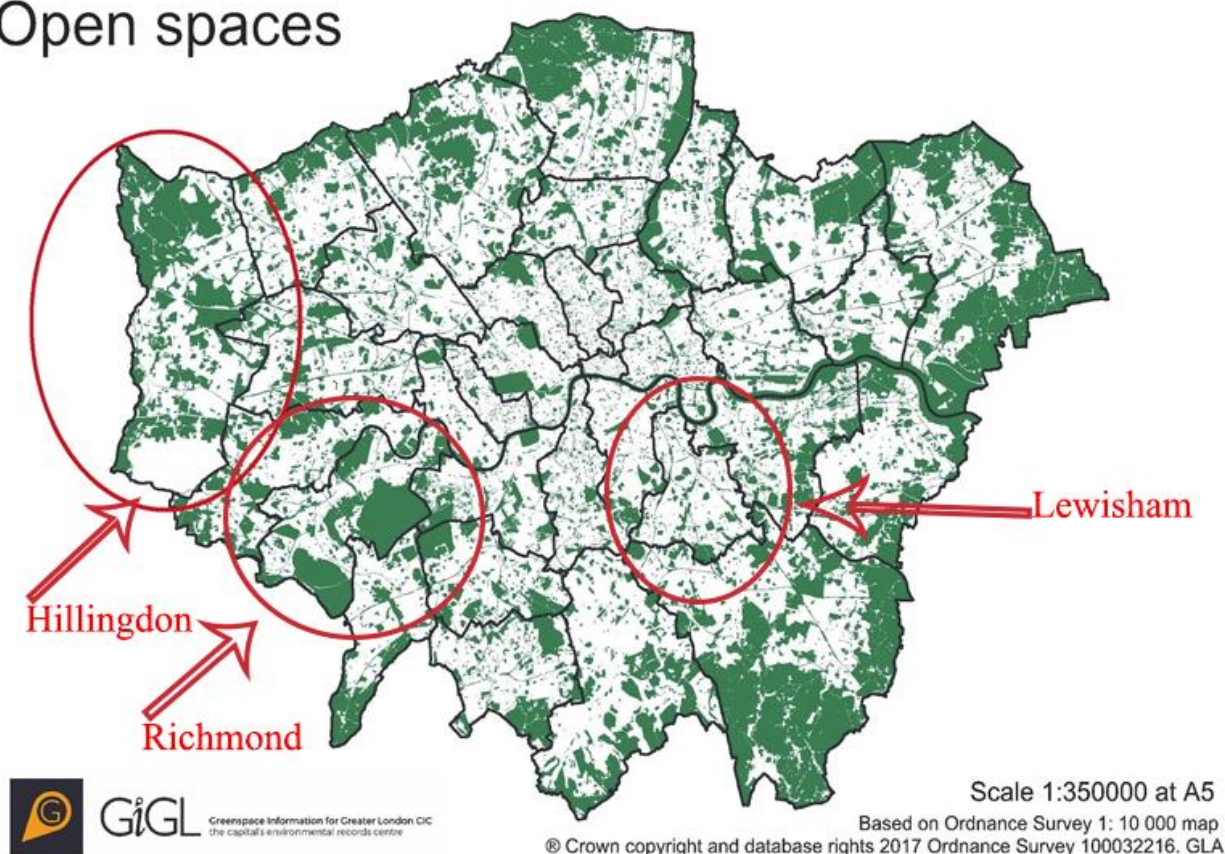 Open spaces
Lewisham
Hillingdon
Richmond
G
GiGL
Greenspace Information for Greater London CIC
the capital's environmental records centre
Scale 1:350000 at A5
Based on Ordnance Survey 1: 10 000 map
® Crown copyright and database rights 2017 Ordnance Survey 100032216. GLA